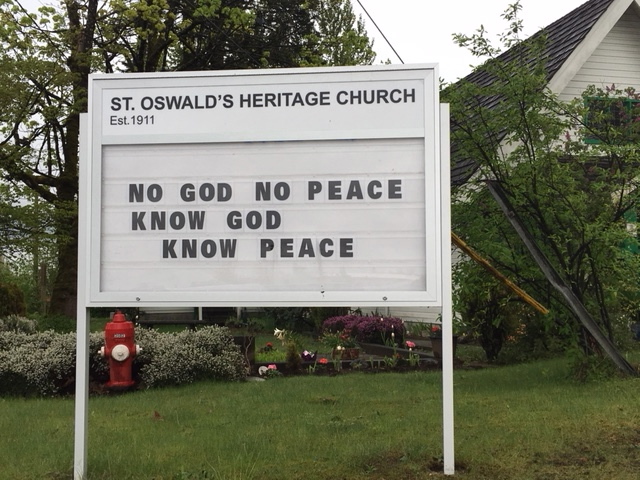 ST. OSWALD'S HERITAGE CHURCH
Est.1911
NO GOD NO PEACE
KNOW GOD
KNOW PEACE